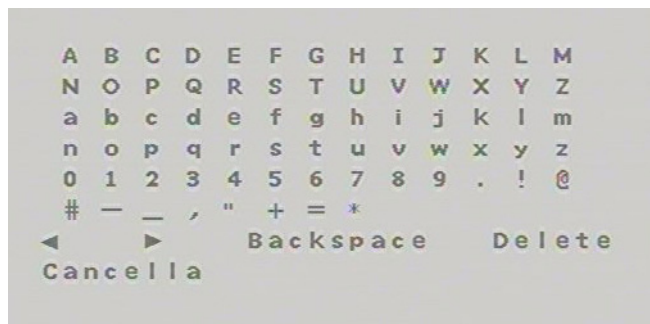 A B C D E F G H I J K L M
N O P Q R S T U V W X Y Z
a b c d e f g h i j k l m
n o p q r s t u v w x y z
0 1 2 3 4 5 6 7 8 9 . ! @
# — _ , " + = *
◀ ▶ Backspace Delete
Cancella